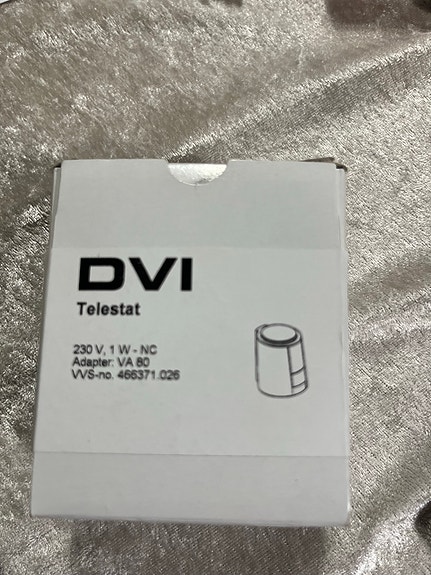 DVI
Telestat
230 V, 1 W - NC
Adapter: VA 80
VVS-no. 466371.026